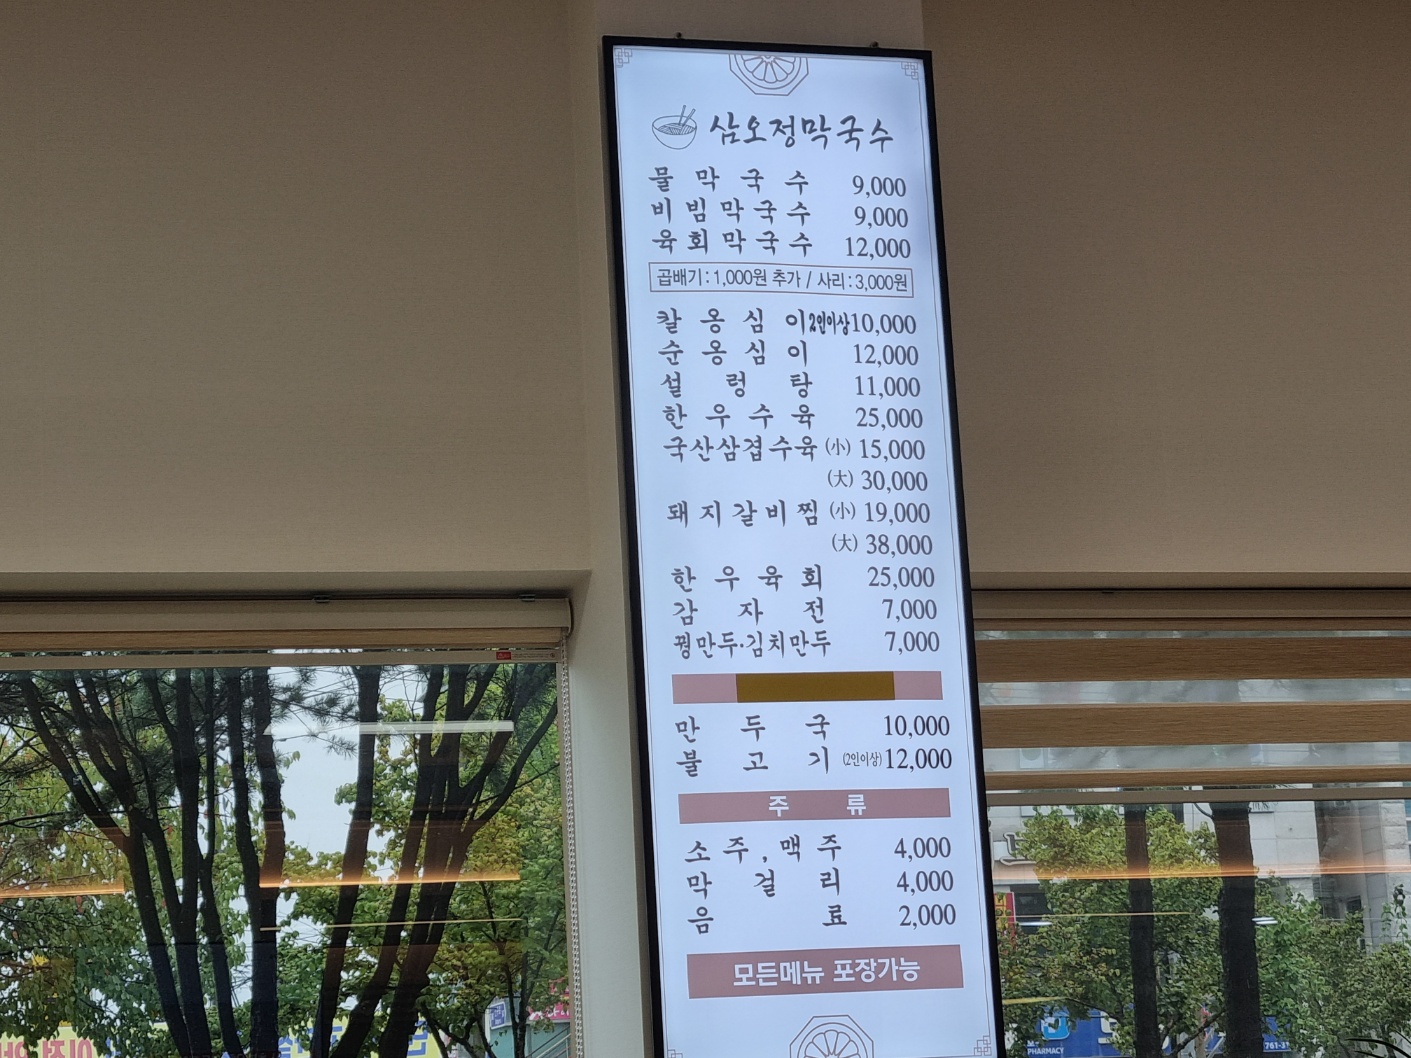 삼오정막국수
물막국수 9,000
비빔막국수 9,000
육회막국수 12,000
곱배기 : 1,000원 추가 / 사리 : 3,000원
칼옹심이 2인이상 10,000
순옹심이 12,000
설렁탕 11,000
한우수육 25,000
국산삼겹수육 (小) 15,000
(大) 30,000
돼지갈비찜 (小) 19,000
(大) 38,000
한우육회 25,000
감자전 7,000
꿩만두·김치만두 7,000
만두국 10,000
불고기 (2인이상) 12,000
주류
소주,맥주 4,000
막걸리 4,000
음료 2,000
모든메뉴 포장가능
PHARMACY